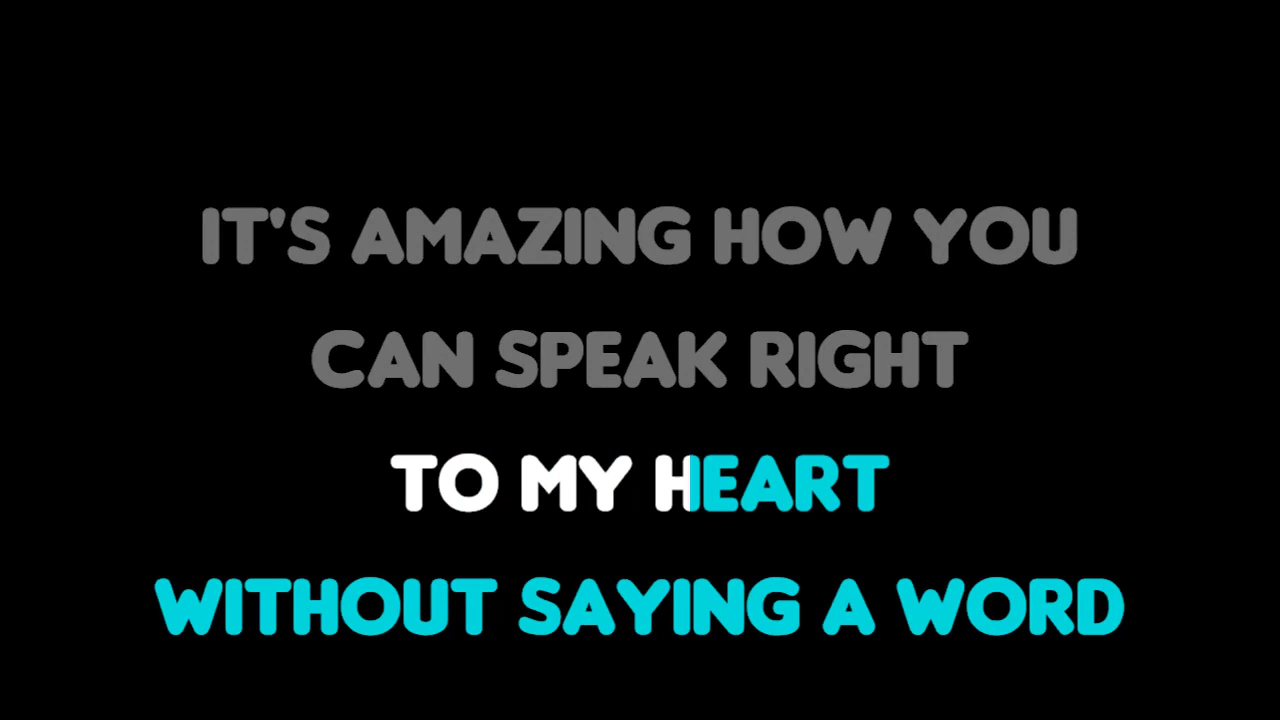 IT'S AMAZING HOW YOU
CAN SPEAK RIGHT
TO MY HEART
WITHOUT SAYING A WORD